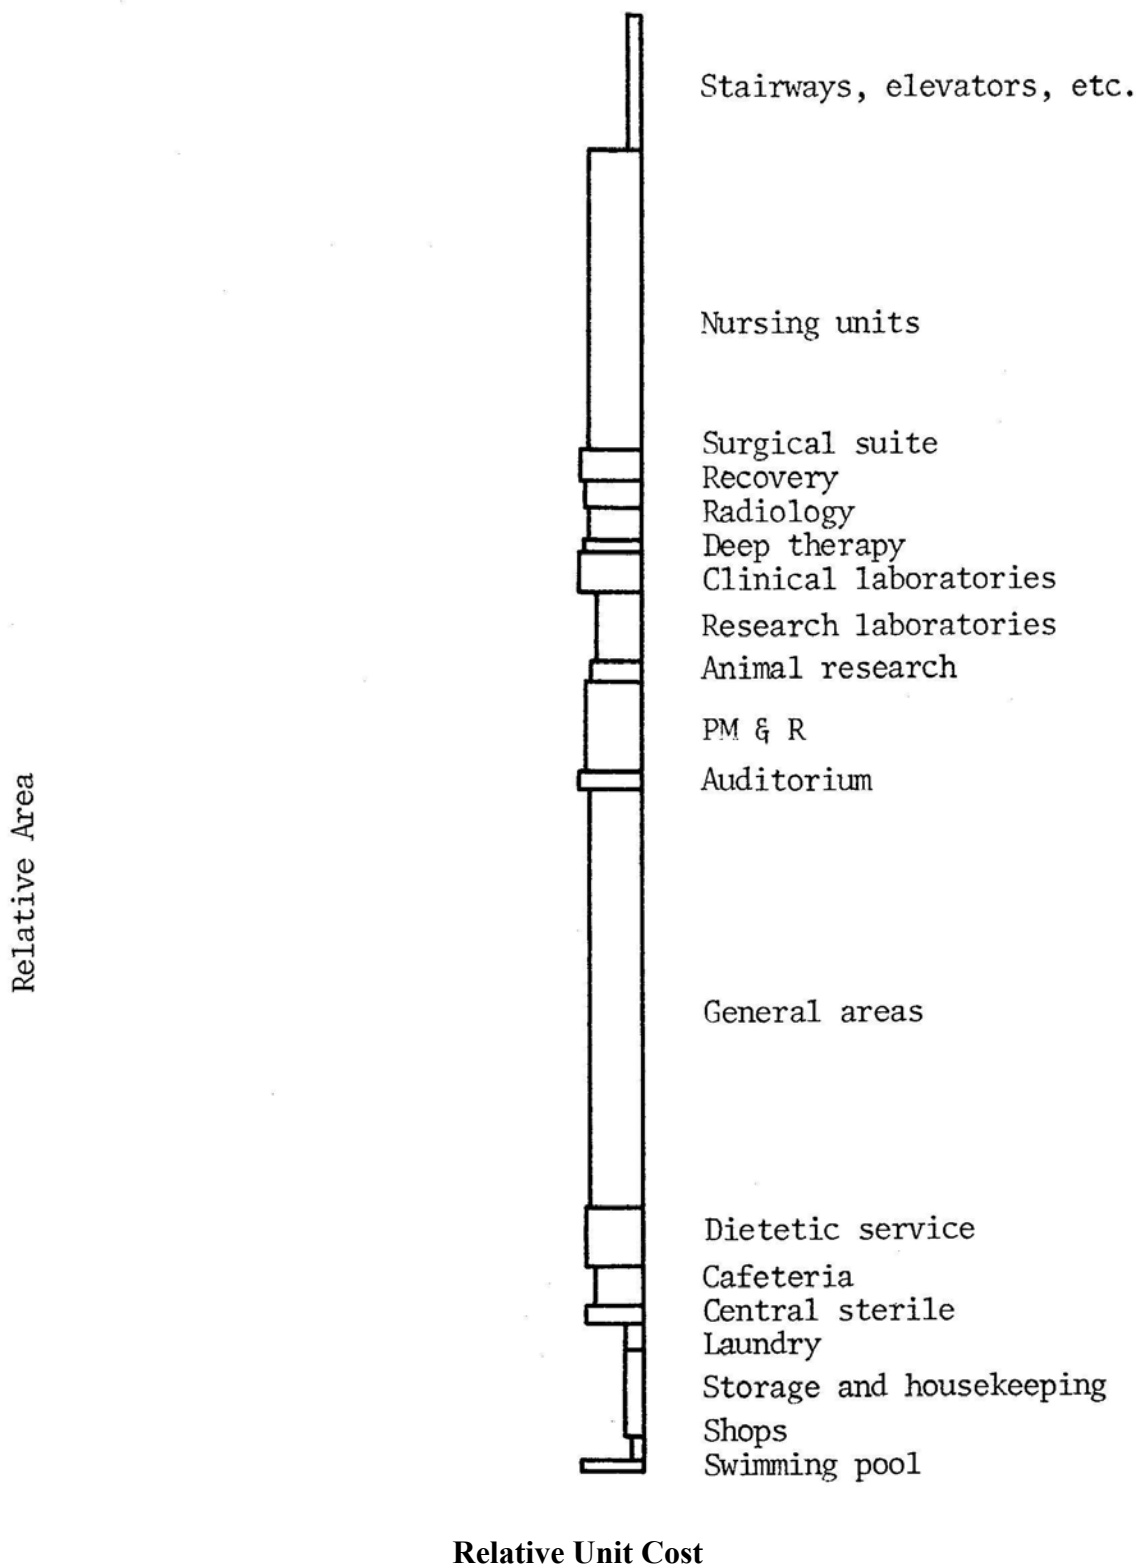 Stairways, elevators, etc.
Nursing units
Surgical suite
Recovery
Radiology
Deep therapy
Clinical laboratories
Research laboratories
Animal research
PM & R
Auditorium
Relative Area
General areas
Dietetic service
Cafeteria
Central sterile
Laundry
Storage and housekeeping
Shops
Swimming pool
Relative Unit Cost